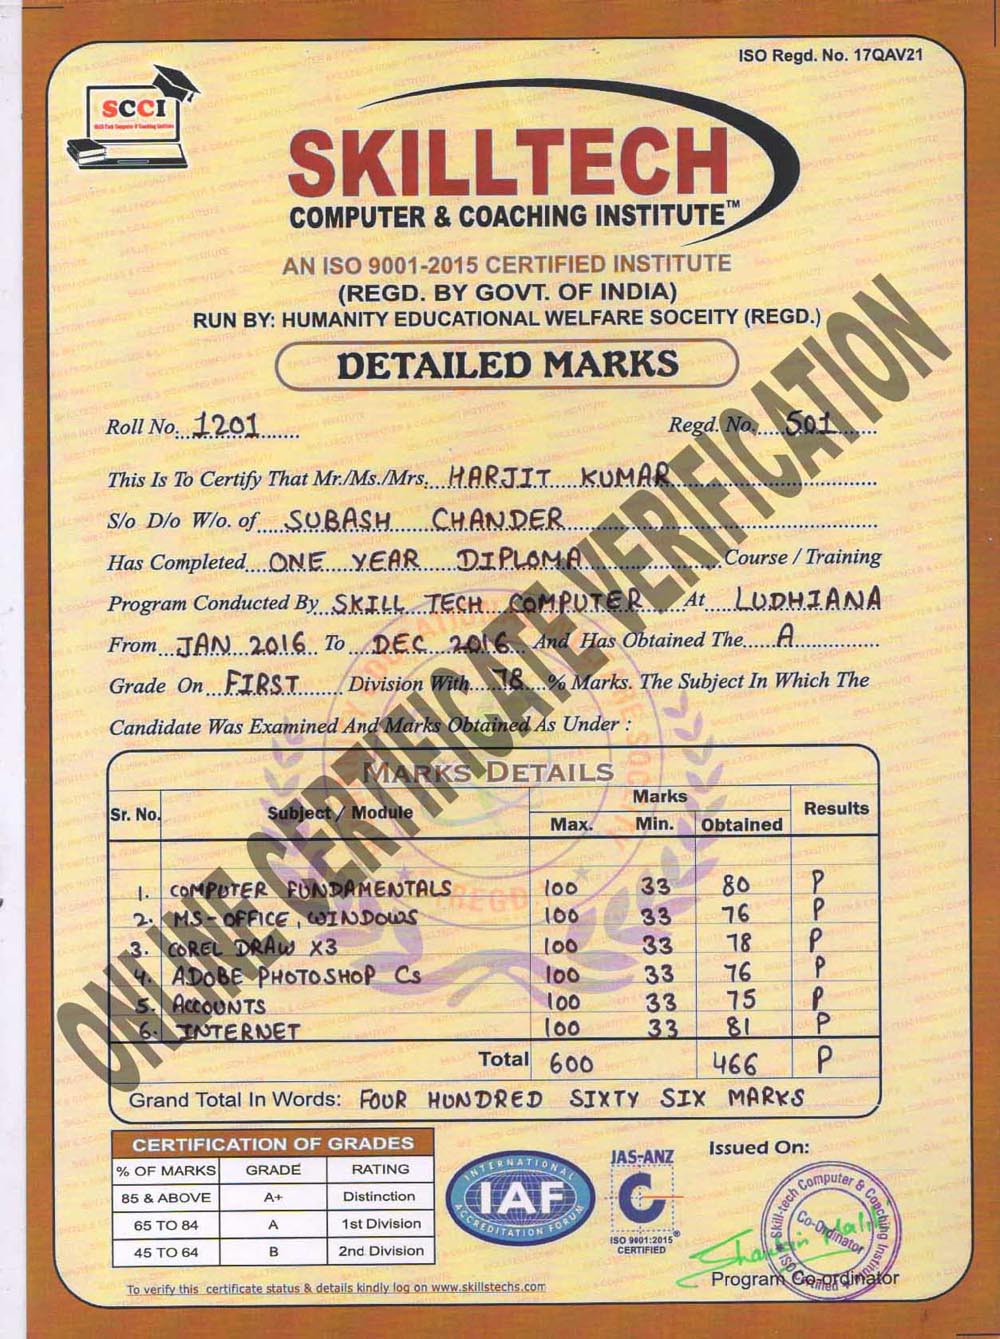 ISO Regd. No. 17QAV21
SCCI
SKILLTECH
COMPUTER & COACHING INSTITUTE™
AN ISO 9001-2015 CERTIFIED INSTITUTE
(REGD. BY GOVT. OF INDIA)
RUN BY: HUMANITY EDUCATIONAL WELFARE SOCEITY (REGD.)
DETAILED MARKS
Roll No. 1201 Regd. No. 501
This Is To Certify That Mr./Ms./Mrs. HARJIT KUMAR
S/o D/o W/o. of SUBASH CHANDER
Has Completed ONE YEAR DIPLOMA Course / Training
Program Conducted By SKILL TECH COMPUTER At LUDHIANA
From JAN 2016 To DEC 2016 And Has Obtained The A
Grade On FIRST Division With 78 % Marks. The Subject In Which The
Candidate Was Examined And Marks Obtained As Under :
MARKS DETAILS
Sr. No. Subject / Module Marks Results
Max. Min. Obtained
1. COMPUTER FUNDAMENTALS 100 33 80 P
2. MS-OFFICE, WINDOWS 100 33 76 P
3. COREL DRAW X3 100 33 78 P
4. ADOBE PHOTOSHOP CS 100 33 76 P
5. ACCOUNTS 100 33 75 P
6. INTERNET 100 33 81 P
Total 600 466 P
Grand Total In Words: FOUR HUNDRED SIXTY SIX MARKS
ONLINE CERTIFICATE VERIFICATION
CERTIFICATION OF GRADES
% OF MARKS GRADE RATING
85 & ABOVE A+ Distinction
65 TO 84 A 1st Division
45 TO 64 B 2nd Division
To verify this certificate status & details kindly log on www.skillstechs.com
INTERNATIONAL
IAF
ACCREDITATION FORUM
JAS-ANZ
C
ISO 9001:2015 ®
CERTIFIED
Issued On:
Skill-tech Computer & Coaching Institute
Co-Ordinator
ISO Certified
Program Co-ordinator